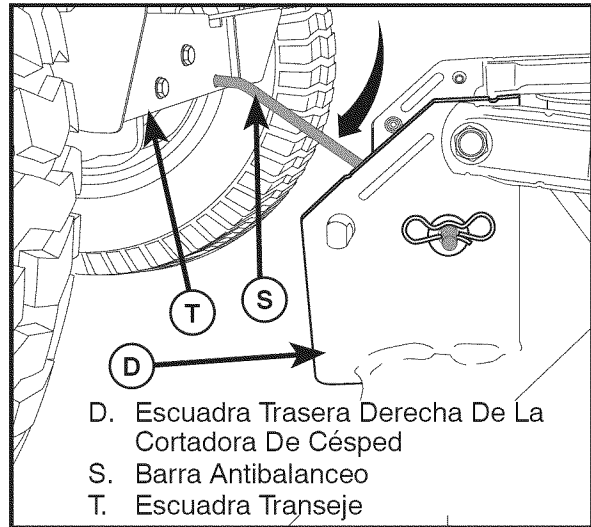 T
S
D
D. Escuadra Trasera Derecha De La
Cortadora De Césped
S. Barra Antibalanceo
T. Escuadra Transeje